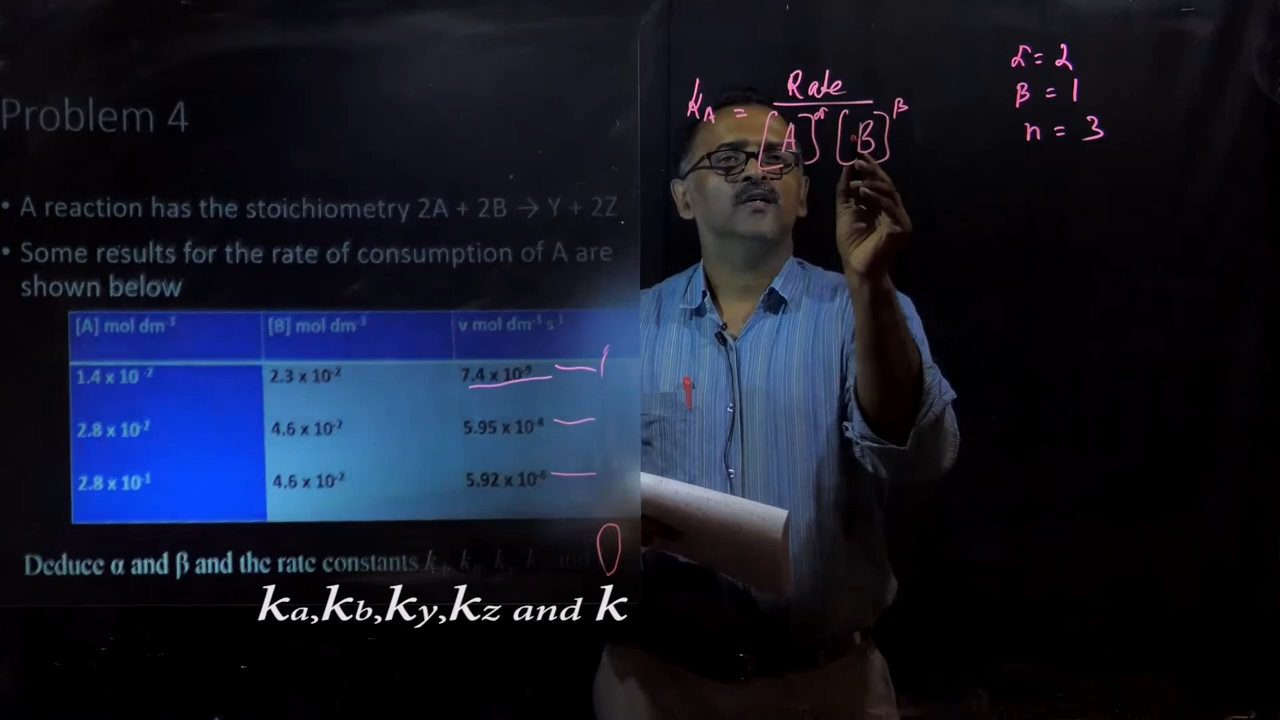 Problem 4
• A reaction has the stoichiometry 2A + 2B → Y + 2Z
• Some results for the rate of consumption of A are
shown below
[A] mol dm⁻³ [B] mol dm⁻³ v mol dm⁻³ s⁻¹
1.4 x 10⁻² 2.3 x 10⁻² 7.4 x 10⁻⁹
2.8 x 10⁻² 4.6 x 10⁻² 5.95 x 10⁻⁸
2.8 x 10⁻¹ 4.6 x 10⁻² 5.92 x 10⁻⁶
Deduce α and β and the rate constants k, k, k, k and
ka,kb,ky,kz and k
kA = Rate
[A]^α [B]^β
α = 2
β = 1
n = 3